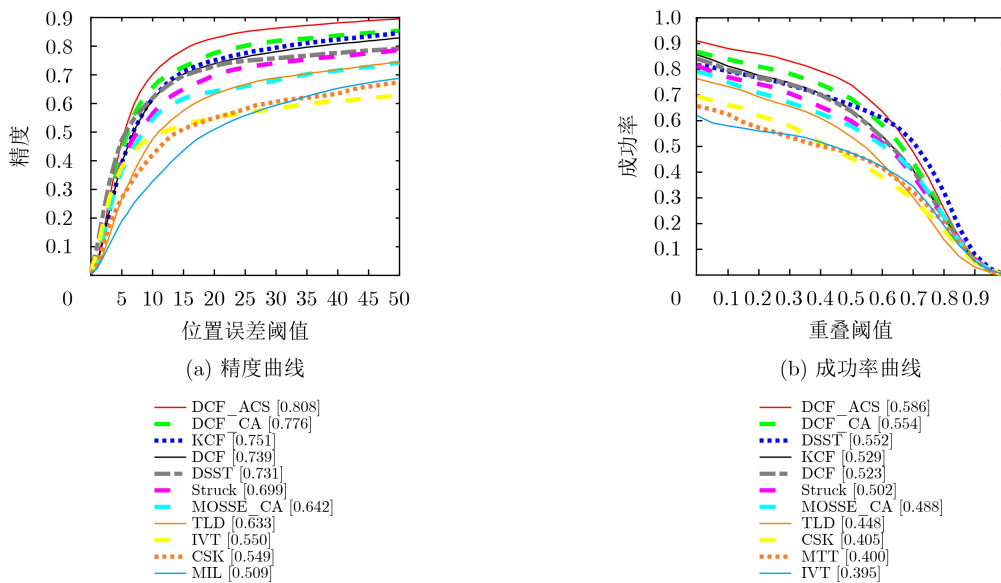 0.9
0.8
0.7
0.6
0.5
0.4
0.3
0.2
0.1
精度
0 5 10 15 20 25 30 35 40 45 50
位置误差阈值
(a) 精度曲线
DCF_ACS [0.808]
DCF_CA [0.776]
KCF [0.751]
DCF [0.739]
DSST [0.731]
Struck [0.699]
MOSSE_CA [0.642]
TLD [0.633]
IVT [0.550]
CSK [0.549]
MIL [0.509]
1.0
0.9
0.8
0.7
0.6
0.5
0.4
0.3
0.2
0.1
成功率
0 0.1 0.2 0.3 0.4 0.5 0.6 0.7 0.8 0.9
重叠阈值
(b) 成功率曲线
DCF_ACS [0.586]
DCF_CA [0.554]
DSST [0.552]
KCF [0.529]
DCF [0.523]
Struck [0.502]
MOSSE_CA [0.488]
TLD [0.448]
CSK [0.405]
MTT [0.400]
IVT [0.395]